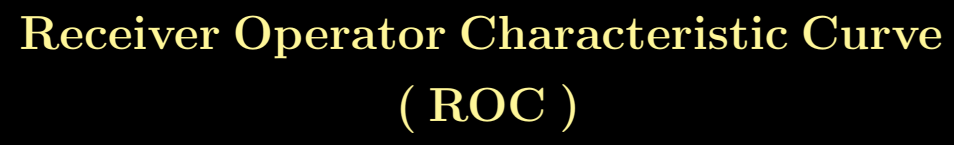 Receiver Operator Characteristic Curve
( ROC )